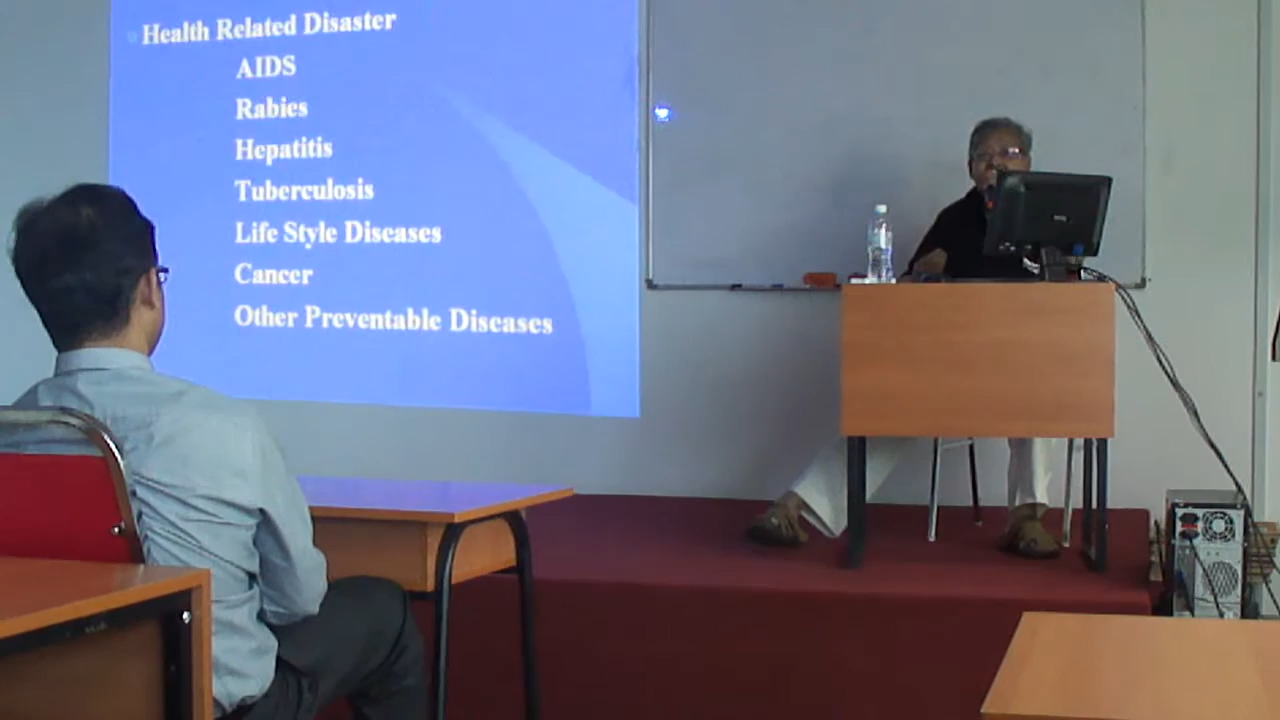 Health Related Disaster
AIDS
Rabies
Hepatitis
Tuberculosis
Life Style Diseases
Cancer
Other Preventable Diseases